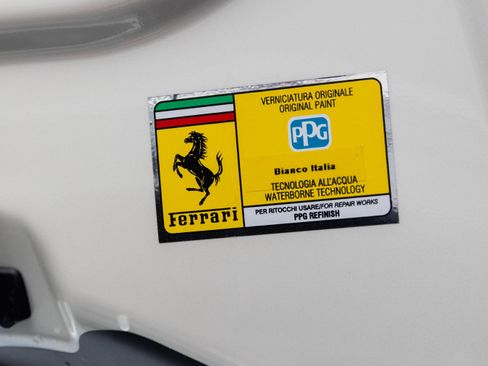 VERNICIATURA ORIGINALE
ORIGINAL PAINT
PPG
Bianco Italia
TECNOLOGIA ALL'ACQUA
WATERBORNE TECHNOLOGY
Ferrari
PER RITOCCHI USARE/FOR REPAIR WORKS
PPG REFINISH